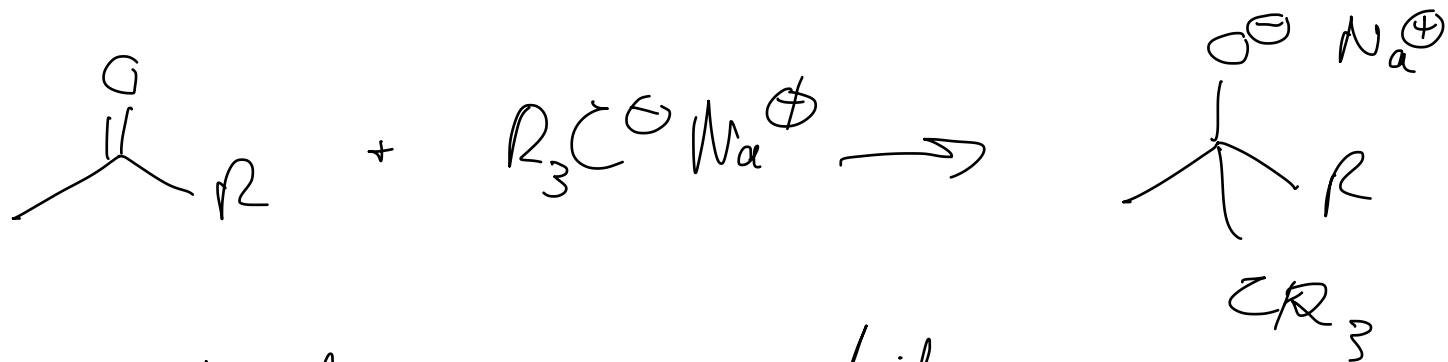 O
R + R₃C⊖ Na⊕ → O⊖ Na⊕
R
CR₃